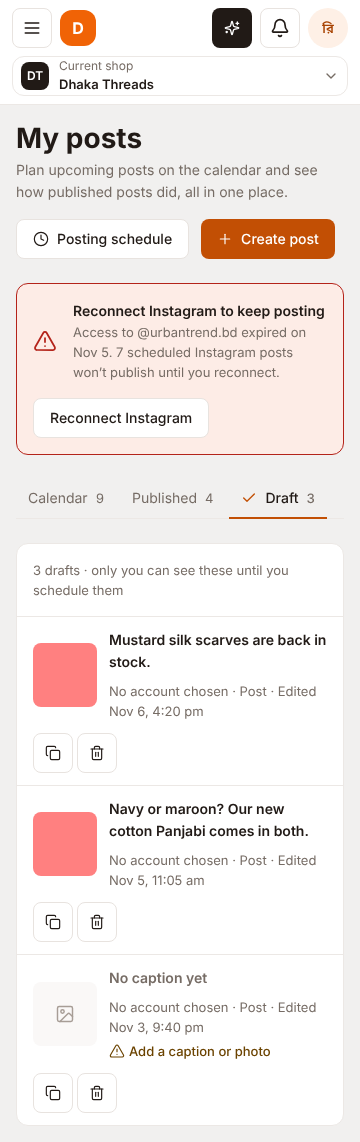 D
রি
DT
Current shop
Dhaka Threads
My posts
Plan upcoming posts on the calendar and see
how published posts did, all in one place.
Posting schedule
Create post
Reconnect Instagram to keep posting
Access to @urbantrend.bd expired on
Nov 5. 7 scheduled Instagram posts
won’t publish until you reconnect.
Reconnect Instagram
Calendar 9
Published 4
Draft 3
3 drafts · only you can see these until you
schedule them
Mustard silk scarves are back in
stock.
No account chosen · Post · Edited
Nov 6, 4:20 pm
Navy or maroon? Our new
cotton Panjabi comes in both.
No account chosen · Post · Edited
Nov 5, 11:05 am
No caption yet
No account chosen · Post · Edited
Nov 3, 9:40 pm
Add a caption or photo